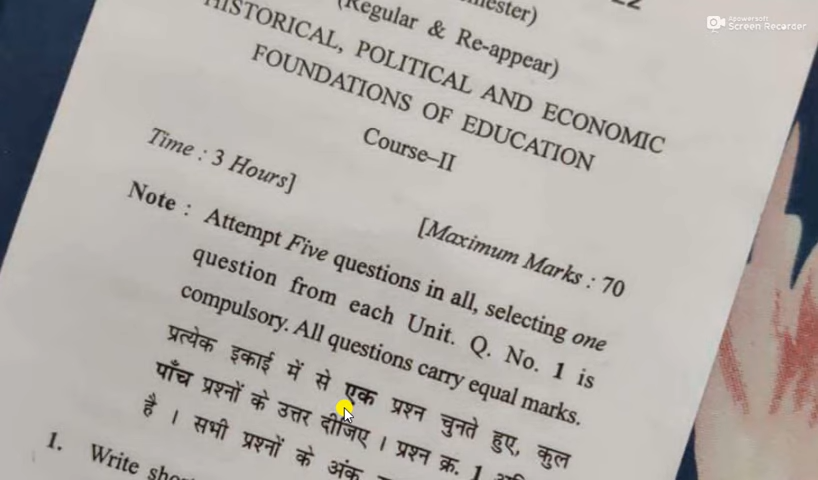 (Regular & Re-appear)
HISTORICAL, POLITICAL AND ECONOMIC
FOUNDATIONS OF EDUCATION
Course–II
Time : 3 Hours]
[Maximum Marks : 70
Note : Attempt Five questions in all, selecting one
question from each Unit. Q. No. 1 is
compulsory. All questions carry equal marks.
प्रत्येक इकाई में से एक प्रश्न चुनते हुए, कुल
पाँच प्रश्नों के उत्तर दीजिए । प्रश्न क्र. 1
है । सभी प्रश्नों के अंक
1. Write
Apowersoft
Screen Recorder